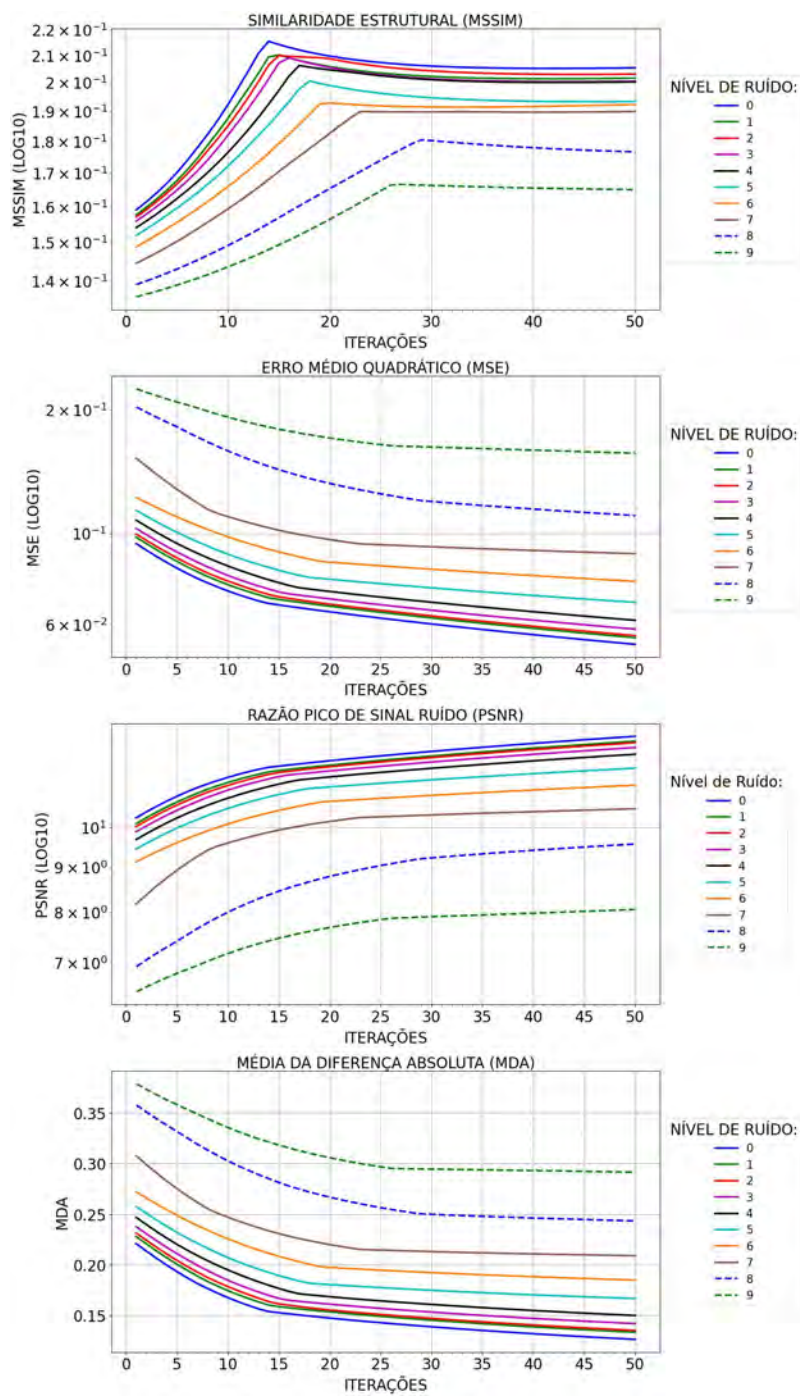 SIMILARIDADE ESTRUTURAL (MSSIM)
MSSIM (LOG10)
2.2 × 10⁻¹
2.1 × 10⁻¹
2 × 10⁻¹
1.9 × 10⁻¹
1.8 × 10⁻¹
1.7 × 10⁻¹
1.6 × 10⁻¹
1.5 × 10⁻¹
1.4 × 10⁻¹
0 10 20 30 40 50
ITERAÇÕES
NÍVEL DE RUÍDO:
0
1
2
3
4
5
6
7
8
9
ERRO MÉDIO QUADRÁTICO (MSE)
MSE (LOG10)
2 × 10⁻¹
10⁻¹
6 × 10⁻²
0 5 10 15 20 25 30 35 40 45 50
ITERAÇÕES
NÍVEL DE RUÍDO:
0
1
2
3
4
5
6
7
8
9
RAZÃO PICO DE SINAL RUÍDO (PSNR)
PSNR (LOG10)
10¹
9 × 10⁰
8 × 10⁰
7 × 10⁰
0 5 10 15 20 25 30 35 40 45 50
ITERAÇÕES
Nível de Ruído:
0
1
2
3
4
5
6
7
8
9
MÉDIA DA DIFERENÇA ABSOLUTA (MDA)
MDA
0.35
0.30
0.25
0.20
0.15
0 5 10 15 20 25 30 35 40 45 50
ITERAÇÕES
NÍVEL DE RUÍDO:
0
1
2
3
4
5
6
7
8
9